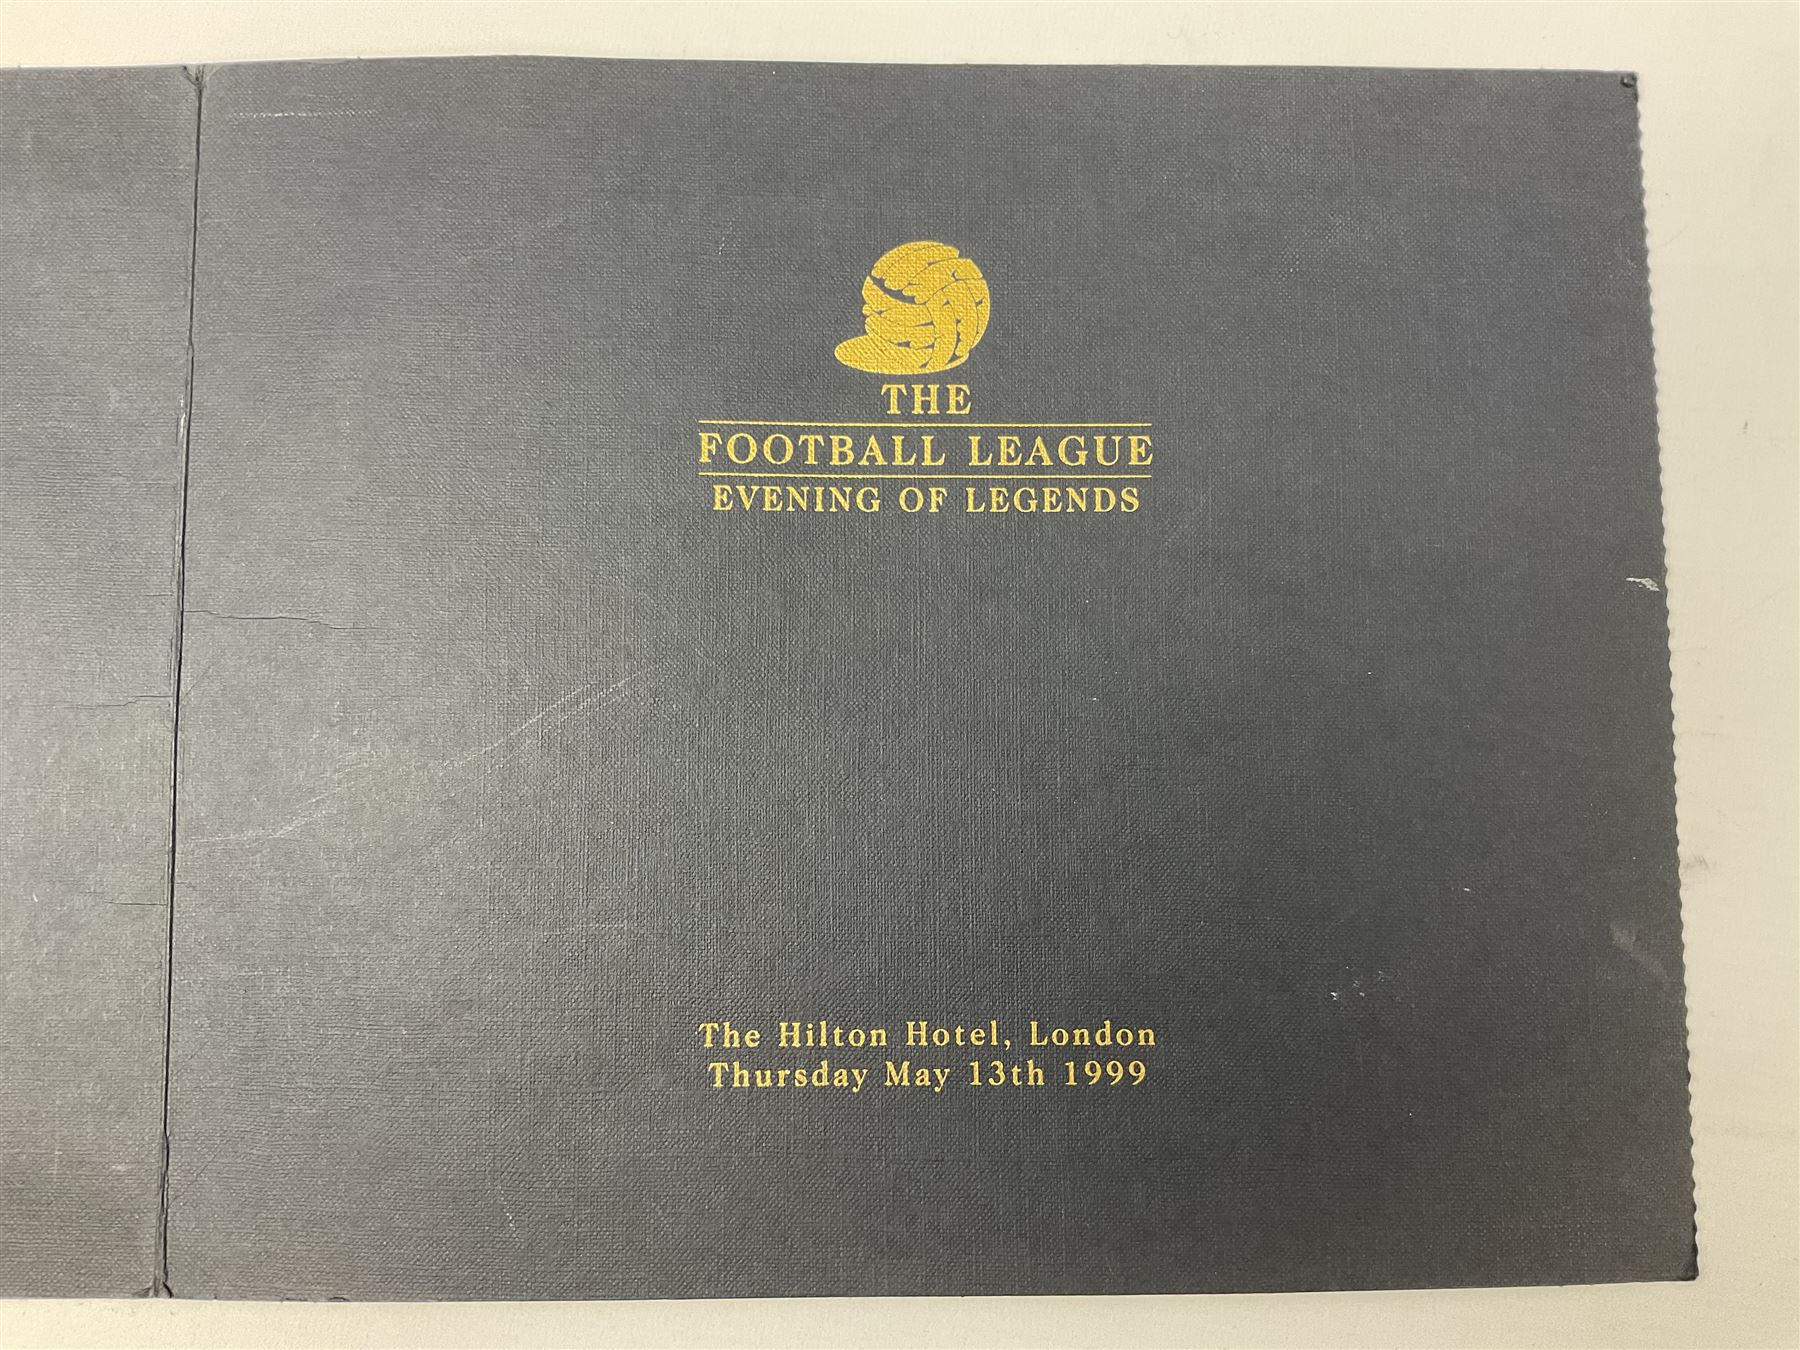 THE
FOOTBALL LEAGUE
EVENING OF LEGENDS
The Hilton Hotel, London
Thursday May 13th 1999